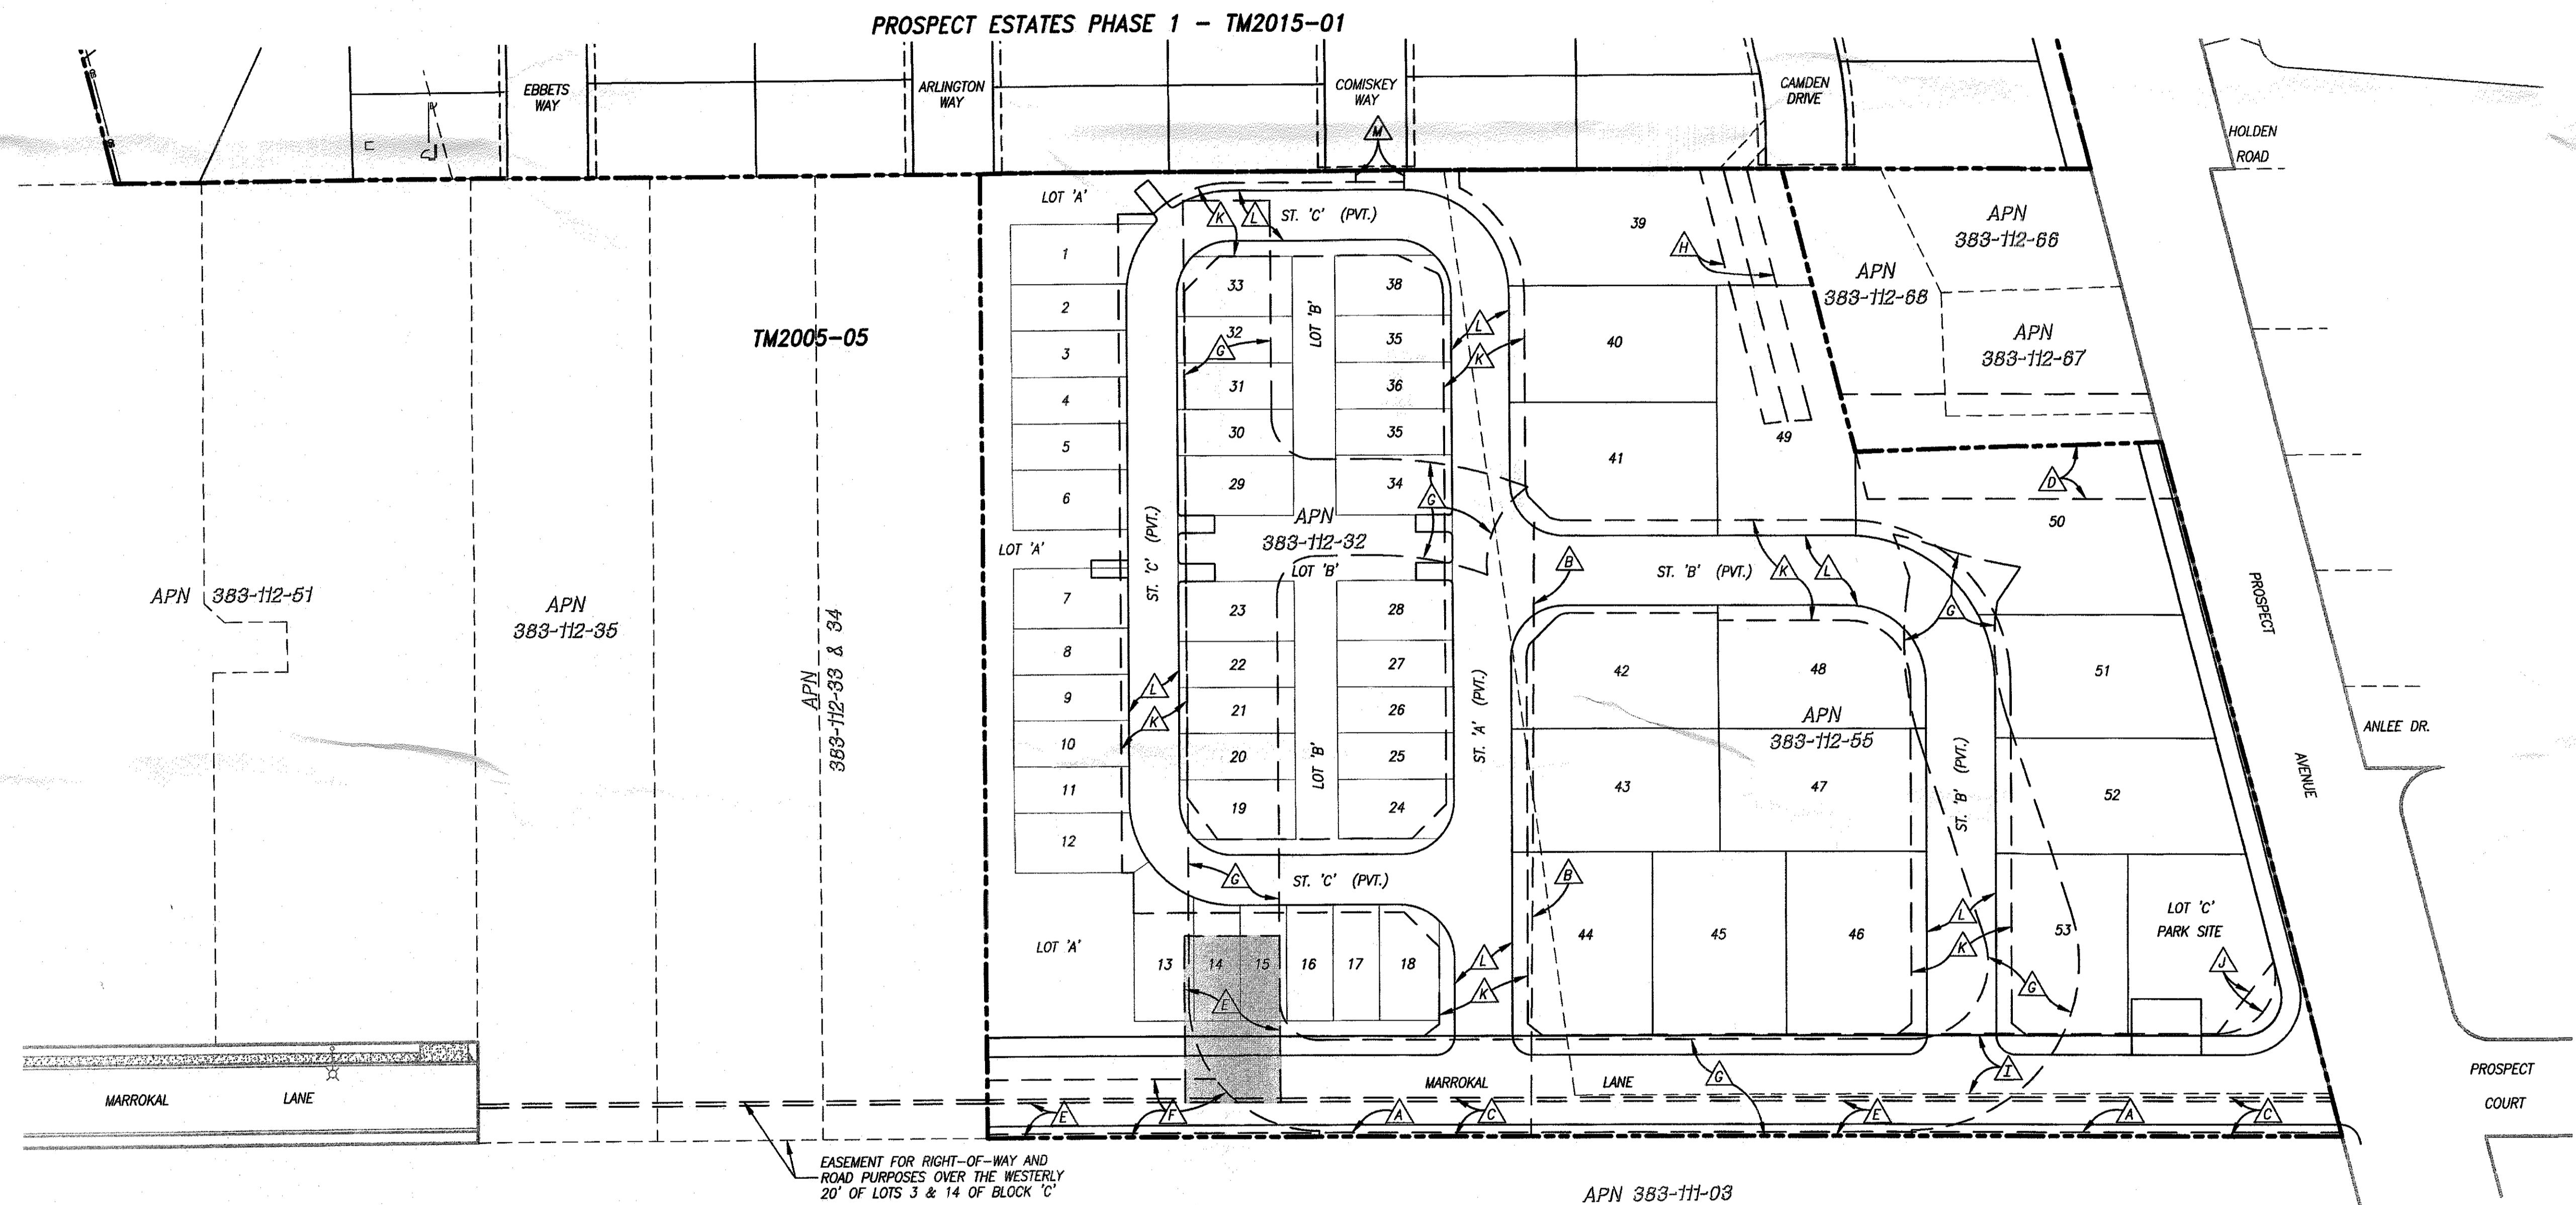 PROSPECT ESTATES PHASE 1 - TM2015-01
EBBETS
WAY
ARLINGTON
WAY
COMISKEY
WAY
CAMDEN
DRIVE
M
HOLDEN
ROAD
LOT 'A'
K
L
ST. 'C' (PVT.)
39
H
APN
383-112-66
APN
383-112-68
APN
383-112-67
1
2
3
4
5
6
33
32
31
30
29
G
LOT 'B'
38
35
36
35
34
L
K
40
41
49
TM2005-05
D
50
G
ST. 'C' (PVT.)
APN
383-112-32
LOT 'A'
LOT 'B'
B
ST. 'B' (PVT.)
K
L
G
APN 383-112-51
APN
383-112-35
APN
383-112-33 & 34
7
8
9
10
11
12
L
K
23
22
21
20
19
LOT 'B'
28
27
26
25
24
ST. 'A' (PVT.)
42
48
APN
383-112-55
43
47
ST. 'B' (PVT.)
51
52
PROSPECT
AVENUE
ANLEE DR.
G
ST. 'C' (PVT.)
B
LOT 'A'
13
14
15
16
17
18
E
L
K
44
45
46
L
K
53
G
LOT 'C'
PARK SITE
J
MARROKAL
LANE
MARROKAL
LANE
G
I
E
F
A
C
E
A
C
PROSPECT
COURT
EASEMENT FOR RIGHT-OF-WAY AND
ROAD PURPOSES OVER THE WESTERLY
20' OF LOTS 3 & 14 OF BLOCK 'C'
APN 383-111-03